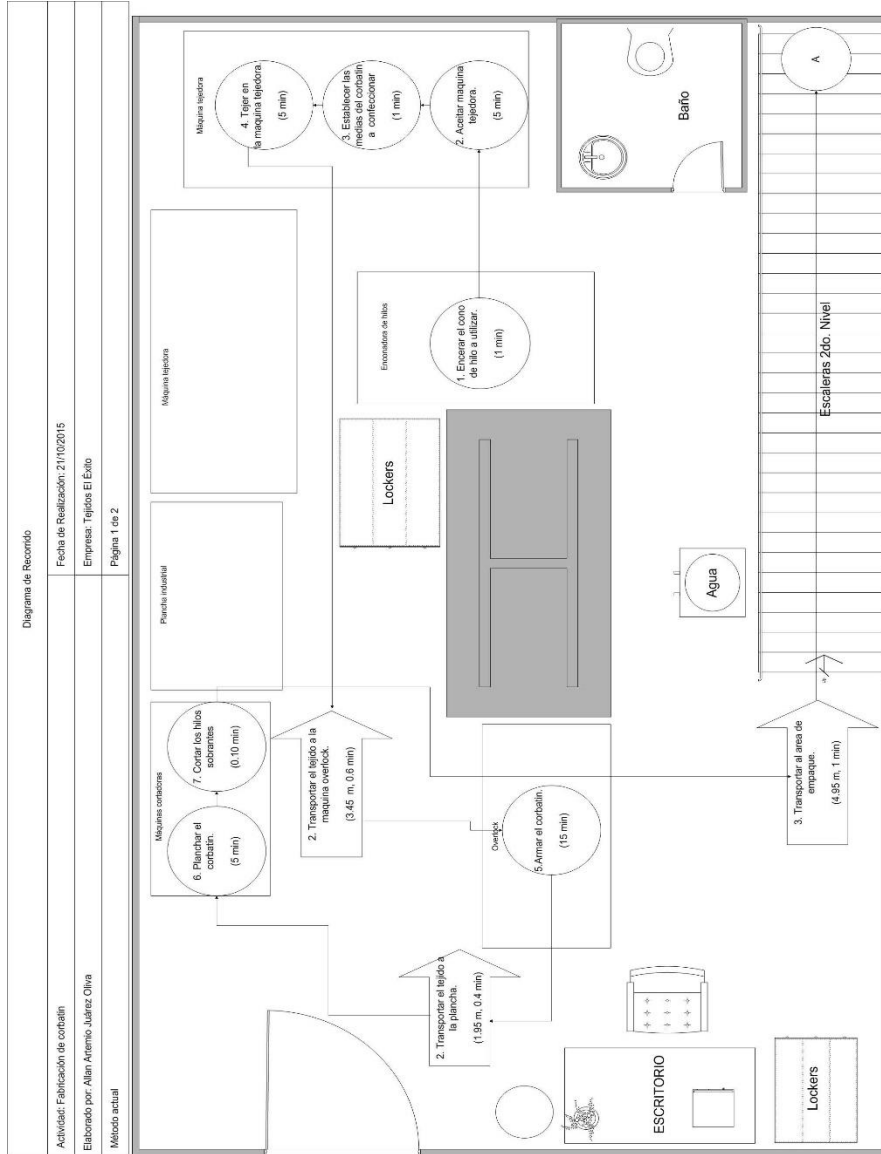 Diagrama de Recorrido
Actividad: Fabricación de corbatín
Fecha de Realización: 21/10/2015
Elaborado por: Allan Artemio Juárez Oliva
Empresa: Tejidos El Éxito
Método actual
Página 1 de 2
Máquinas cortadoras
6. Planchar el
corbatín.
(5 min)
7. Cortar los hilos
sobrantes
(0.10 min)
Plancha industrial
Máquina tejedora
Máquina tejedora
4. Tejer en
la maquina tejedora.
(5 min)
3. Establecer las
medias del corbatín
a confeccionar
(1 min)
2. Aceitar maquina
tejedora.
(5 min)
2. Transportar el tejido a la
maquina overlock.
(3.45 m, 0.6 min)
Lockers
Enconadora de hilos
1. Encerar el cono
de hilo a utilizar.
(1 min)
2. Transportar el tejido a
la plancha.
(1.95 m, 0.4 min)
Overlock
5.Armar el corbatín.
(15 min)
ESCRITORIO
Agua
Baño
Lockers
3. Transportar al area de
empaque.
(4.95 m, 1 min)
Escaleras 2do. Nivel
A